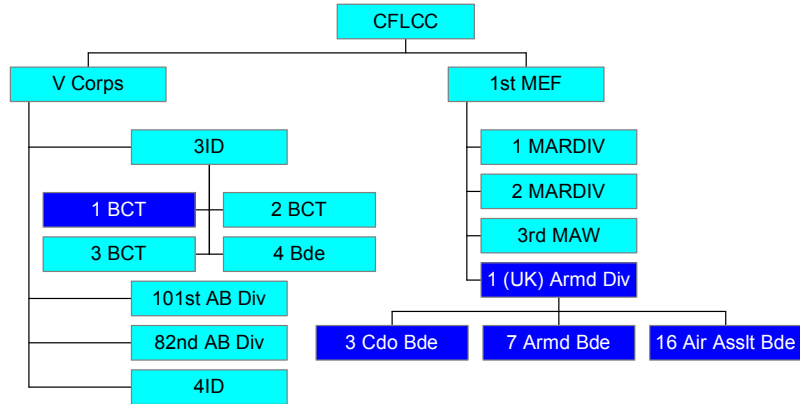 CFLCC
V Corps
1st MEF
3ID
1 MARDIV
2 MARDIV
1 BCT
2 BCT
3rd MAW
3 BCT
4 Bde
1 (UK) Armd Div
101st AB Div
82nd AB Div
3 Cdo Bde
7 Armd Bde
16 Air Asslt Bde
4ID